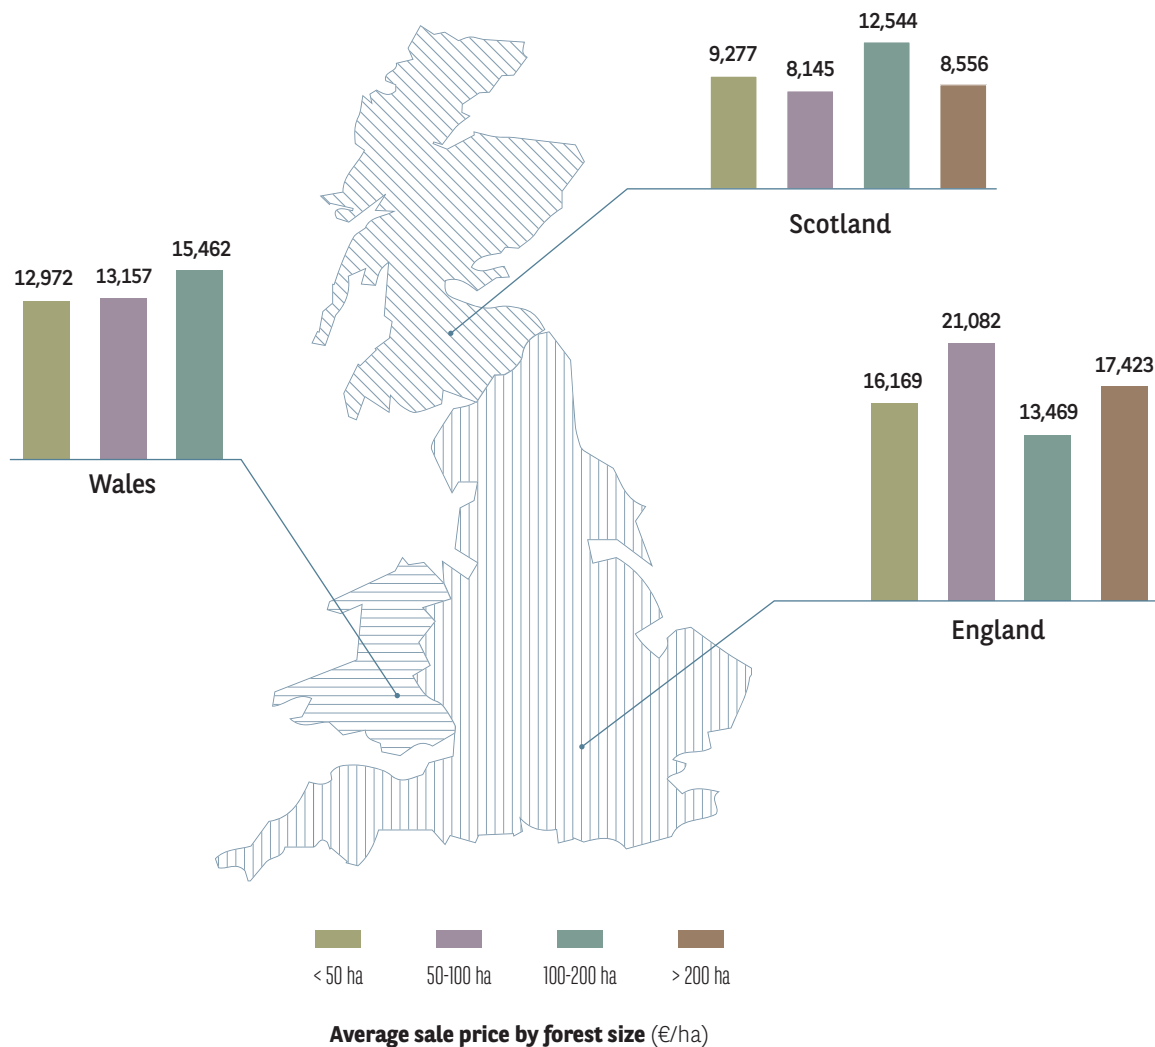 12,544
9,277
8,145
8,556
Scotland
15,462
12,972
13,157
Wales
21,082
16,169
13,469
17,423
England
< 50 ha
50-100 ha
100-200 ha
> 200 ha
Average sale price by forest size (€/ha)